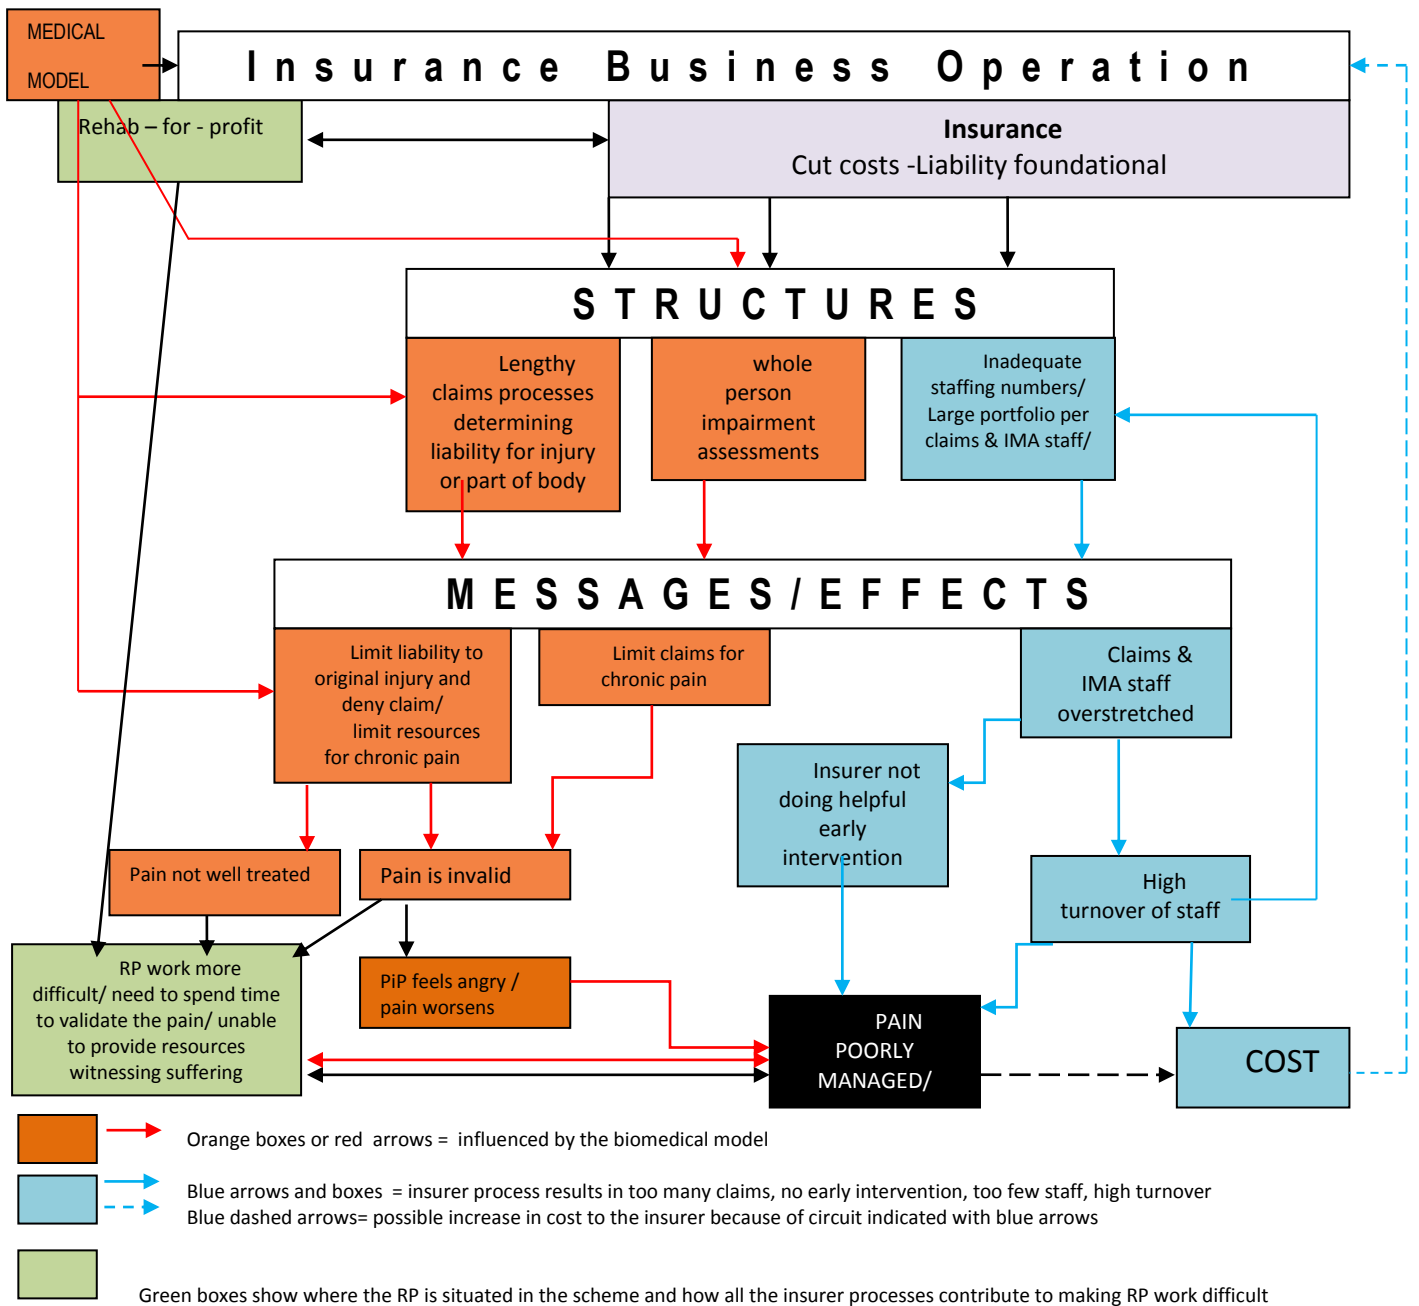 MEDICAL
MODEL
Insurance Business Operation
Rehab – for - profit
Insurance
Cut costs -Liability foundational
STRUCTURES
Lengthy
claims processes
determining
liability for injury
or part of body
whole
person
impairment
assessments
Inadequate
staffing numbers/
Large portfolio per
claims & IMA staff/
MESSAGES/EFFECTS
Limit liability to
original injury and
deny claim/
limit resources
for chronic pain
Limit claims for
chronic pain
Claims &
IMA staff
overstretched
Insurer not
doing helpful
early
intervention
Pain not well treated
Pain is invalid
High
turnover of staff
RP work more
difficult/ need to spend time
to validate the pain/ unable
to provide resources
witnessing suffering
PiP feels angry /
pain worsens
PAIN
POORLY
MANAGED/
COST
Orange boxes or red arrows = influenced by the biomedical model
Blue arrows and boxes = insurer process results in too many claims, no early intervention, too few staff, high turnover
Blue dashed arrows= possible increase in cost to the insurer because of circuit indicated with blue arrows
Green boxes show where the RP is situated in the scheme and how all the insurer processes contribute to making RP work difficult